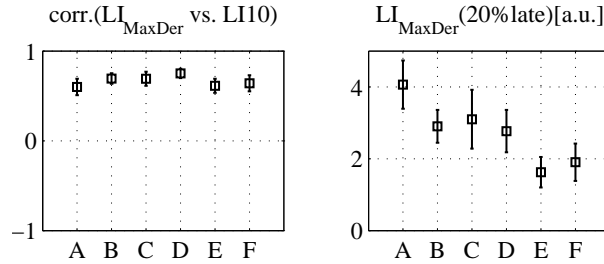 corr.(LI_MaxDer vs. LI10)
1
0
−1
A B C D E F
LI_MaxDer(20%late)[a.u.]
4
2
0
A B C D E F